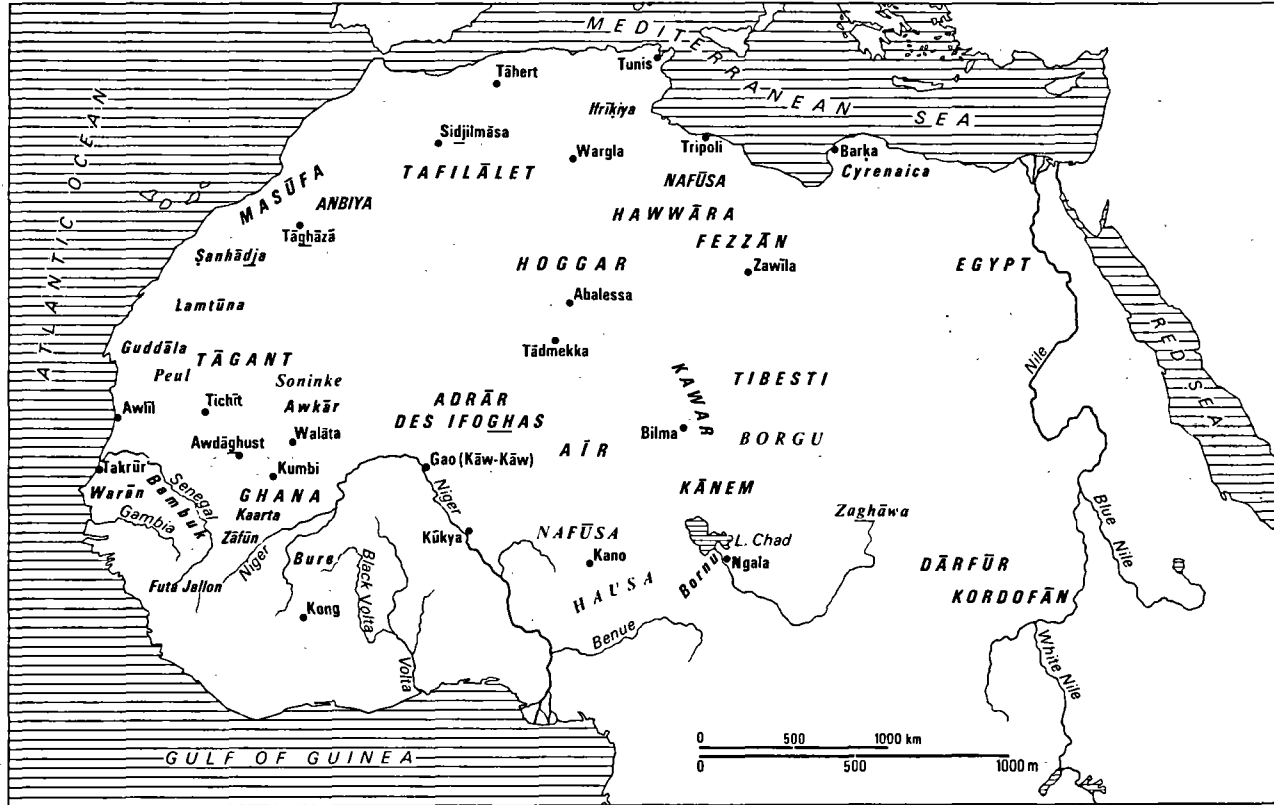 MEDITERRANEAN SEA
ATLANTIC OCEAN
Tunis
Tāhert
Ifrīḳiya
Sidjilmāsa
Tripoli
Barḳa
Wargla
Cyrenaica
TAFILĀLET
NAFŪSA
MASŪFA
ANBIYA
HAWWĀRA
Tāghāzā
FEZZĀN
Ṣanhādja
HOGGAR
Zawīla
EGYPT
Lamtūna
Abalessa
RED SEA
Guddāla
TĀGANT
Tādmekka
Nile
Peul
Soninke
KAWAR
TIBESTI
Tichīt
Awkār
ADRĀR
DES IFOGHAS
Awlīl
Walāta
Bilma
BORGU
Awdāghust
AÏR
Takrūr
Kumbi
Gao (Kāw-Kāw)
Warān
Bambuk
Senegal
GHANA
Niger
KĀNEM
Gambia
Kaarta
Zaghāwa
Blue Nile
Zāfūn
Kūkya
NAFŪSA
L. Chad
Niger
Bure
Black Volta
Kano
Bornu
Ngala
DĀRFŪR
Futa Jallon
HAUSA
KORDOFĀN
Kong
Benue
White Nile
Volta
0 500 1000 km
GULF OF GUINEA
0 500 1000 m